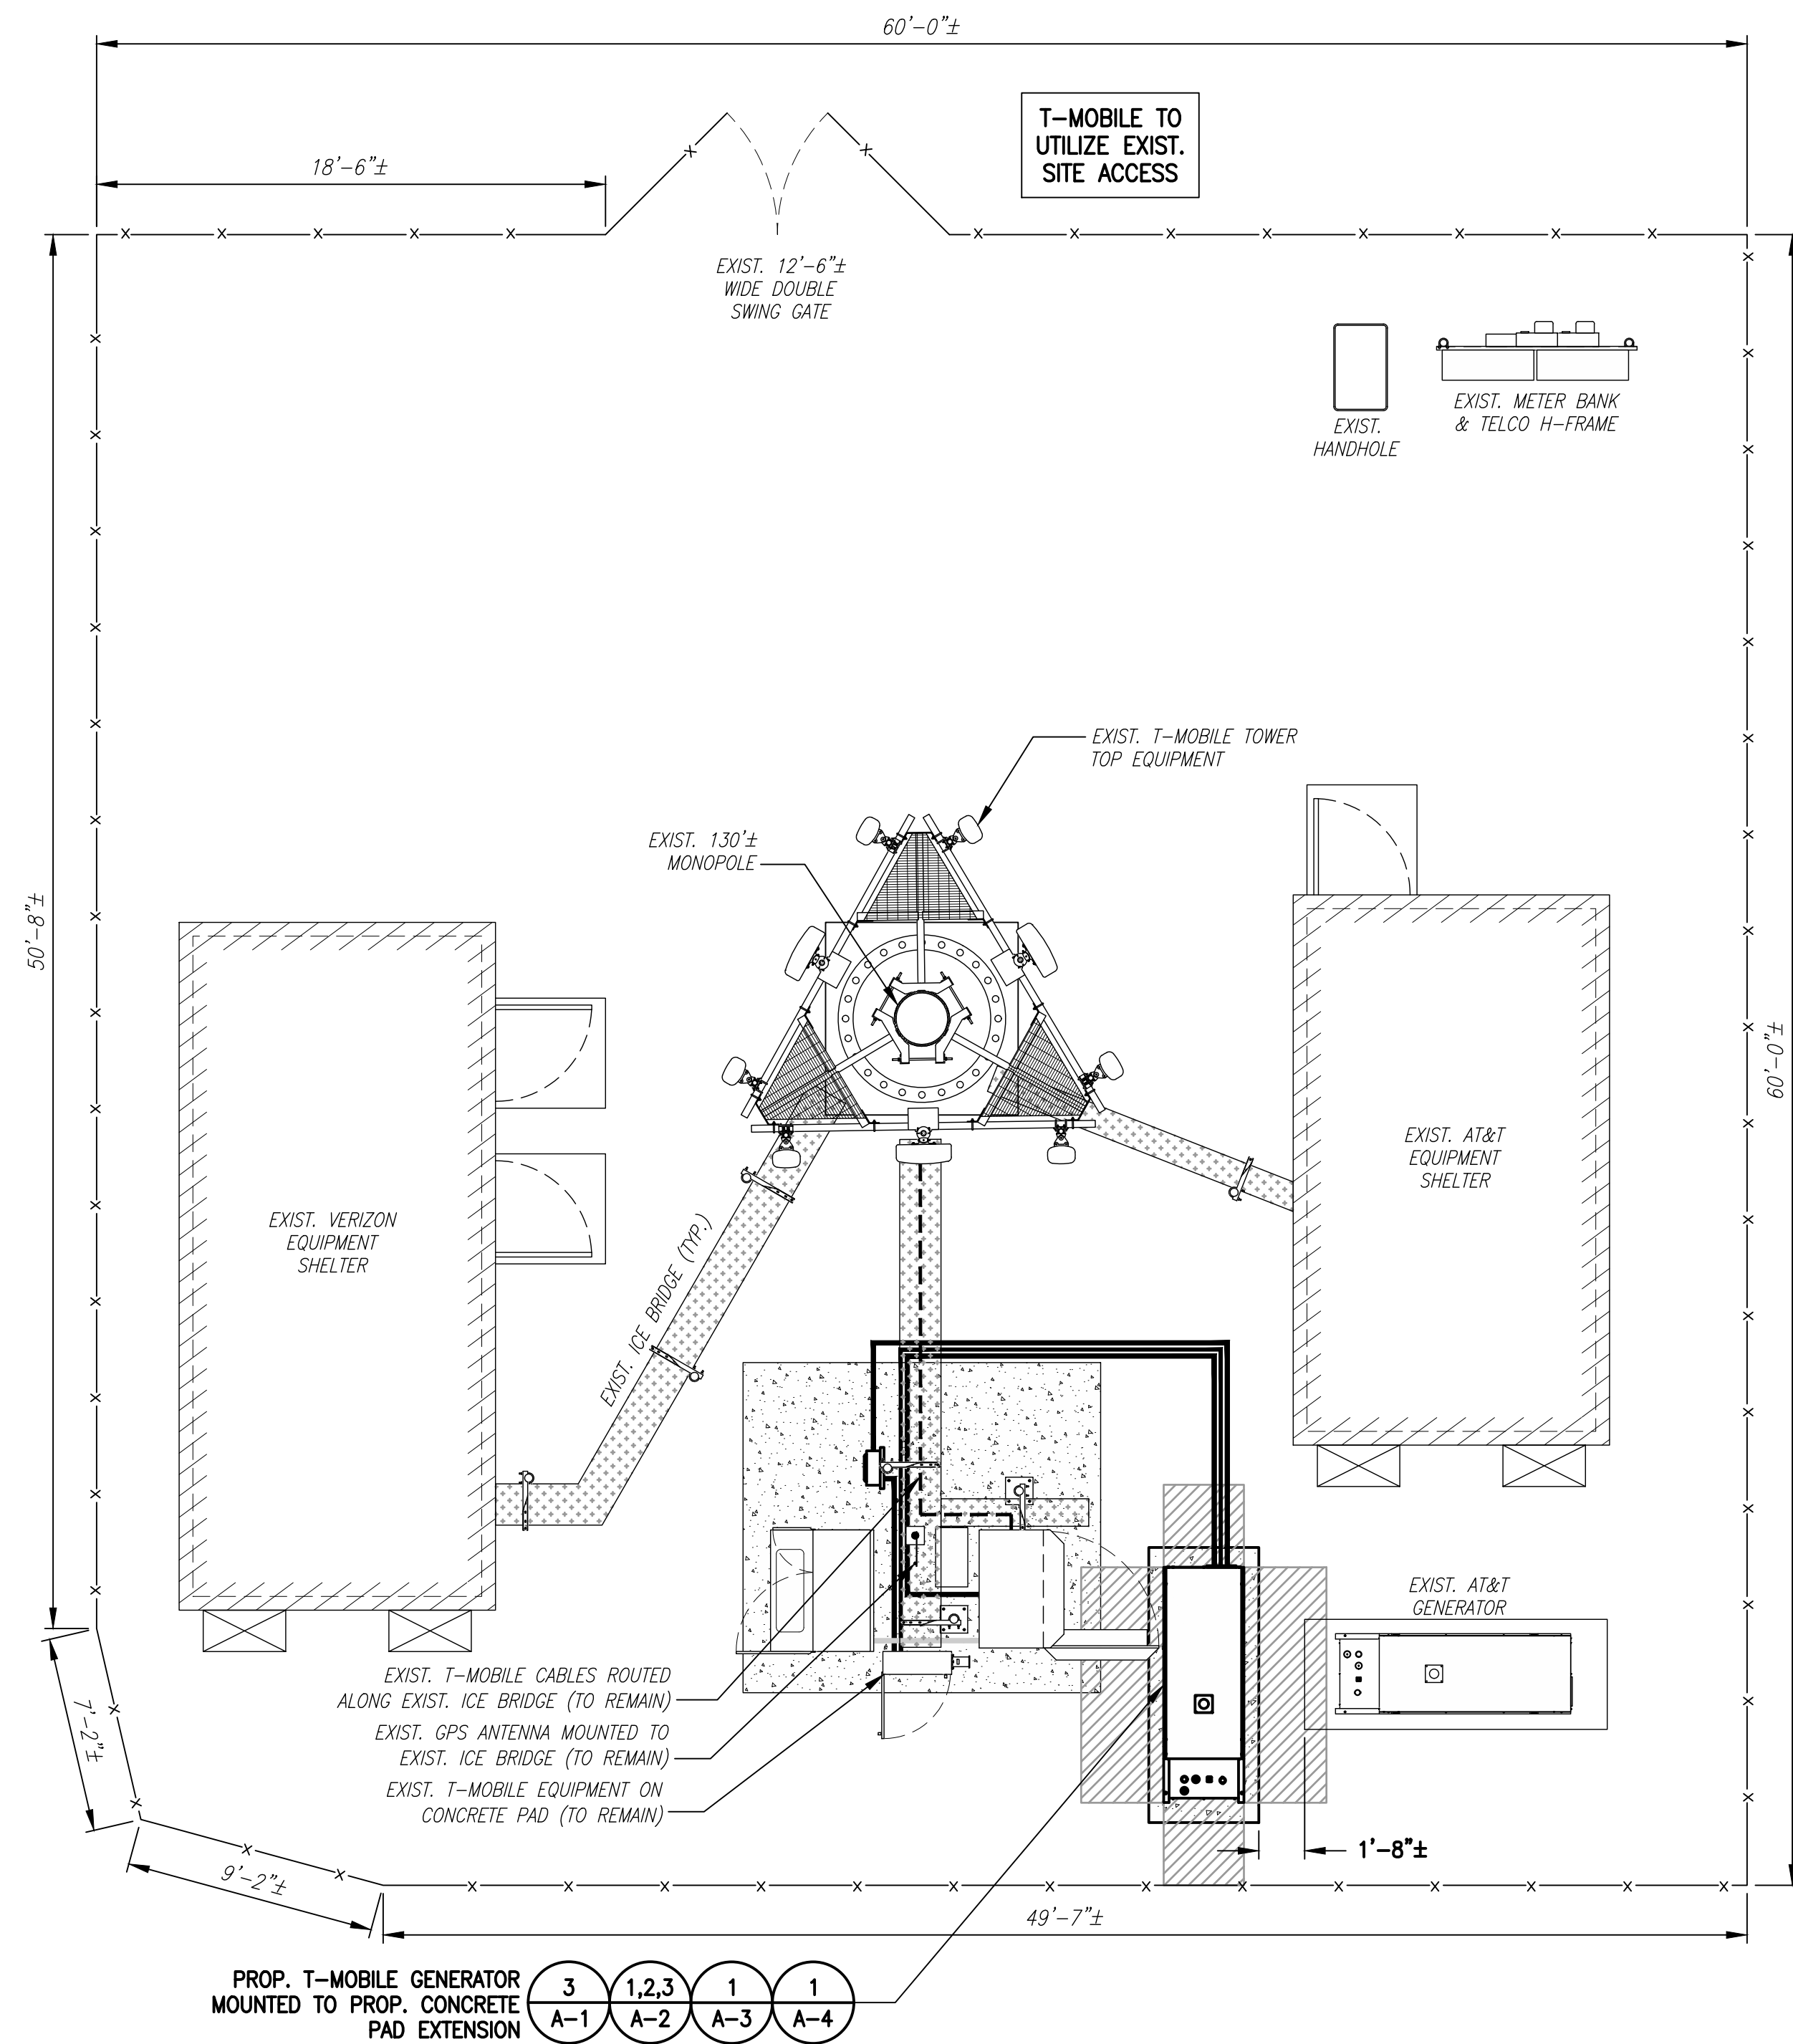 60'-0"±
T-MOBILE TO
UTILIZE EXIST.
SITE ACCESS
18'-6"±
EXIST. 12'-6"±
WIDE DOUBLE
SWING GATE
EXIST.
HANDHOLE
EXIST. METER BANK
& TELCO H-FRAME
EXIST. T-MOBILE TOWER
TOP EQUIPMENT
EXIST. 130'±
MONOPOLE
50'-8"±
60'-0"±
EXIST. AT&T
EQUIPMENT
SHELTER
EXIST. VERIZON
EQUIPMENT
SHELTER
EXIST. ICE BRIDGE (TYP.)
EXIST. AT&T
GENERATOR
EXIST. T-MOBILE CABLES ROUTED
ALONG EXIST. ICE BRIDGE (TO REMAIN)
EXIST. GPS ANTENNA MOUNTED TO
EXIST. ICE BRIDGE (TO REMAIN)
EXIST. T-MOBILE EQUIPMENT ON
CONCRETE PAD (TO REMAIN)
7'-2"±
9'-2"±
1'-8"±
49'-7"±
PROP. T-MOBILE GENERATOR
MOUNTED TO PROP. CONCRETE
PAD EXTENSION
3
A-1
1,2,3
A-2
1
A-3
1
A-4